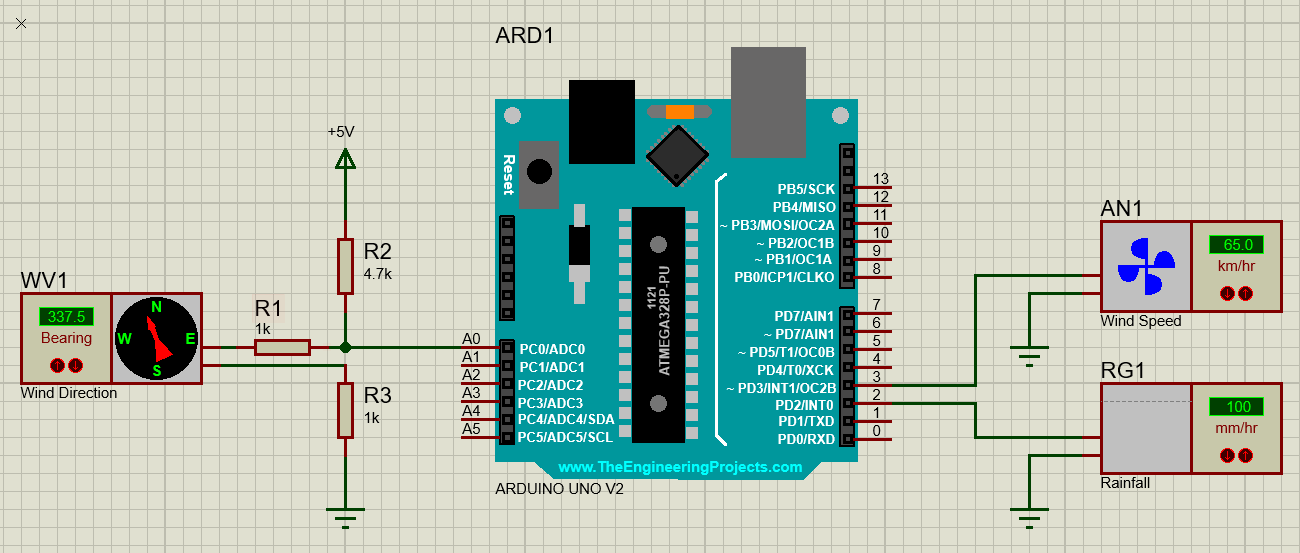 ARD1
+5V
R2
4.7k
WV1
337.5
Bearing
Wind Direction
N
W
E
S
R1
1k
R3
1k
A0
A1
A2
A3
A4
A5
Reset
PC0/ADC0
PC1/ADC1
PC2/ADC2
PC3/ADC3
PC4/ADC4/SDA
PC5/ADC5/SCL
1121
ATMEGA328P-PU
PB5/SCK
PB4/MISO
~ PB3/MOSI/OC2A
~ PB2/OC1B
~ PB1/OC1A
PB0/ICP1/CLKO
PD7/AIN1
~ PD7/AIN1
~ PD5/T1/OC0B
PD4/T0/XCK
~ PD3/INT1/OC2B
PD2/INT0
PD1/TXD
PD0/RXD
13
12
11
10
9
8
7
6
5
4
3
2
1
0
www.TheEngineeringProjects.com
ARDUINO UNO V2
AN1
65.0
km/hr
Wind Speed
RG1
100
mm/hr
Rainfall